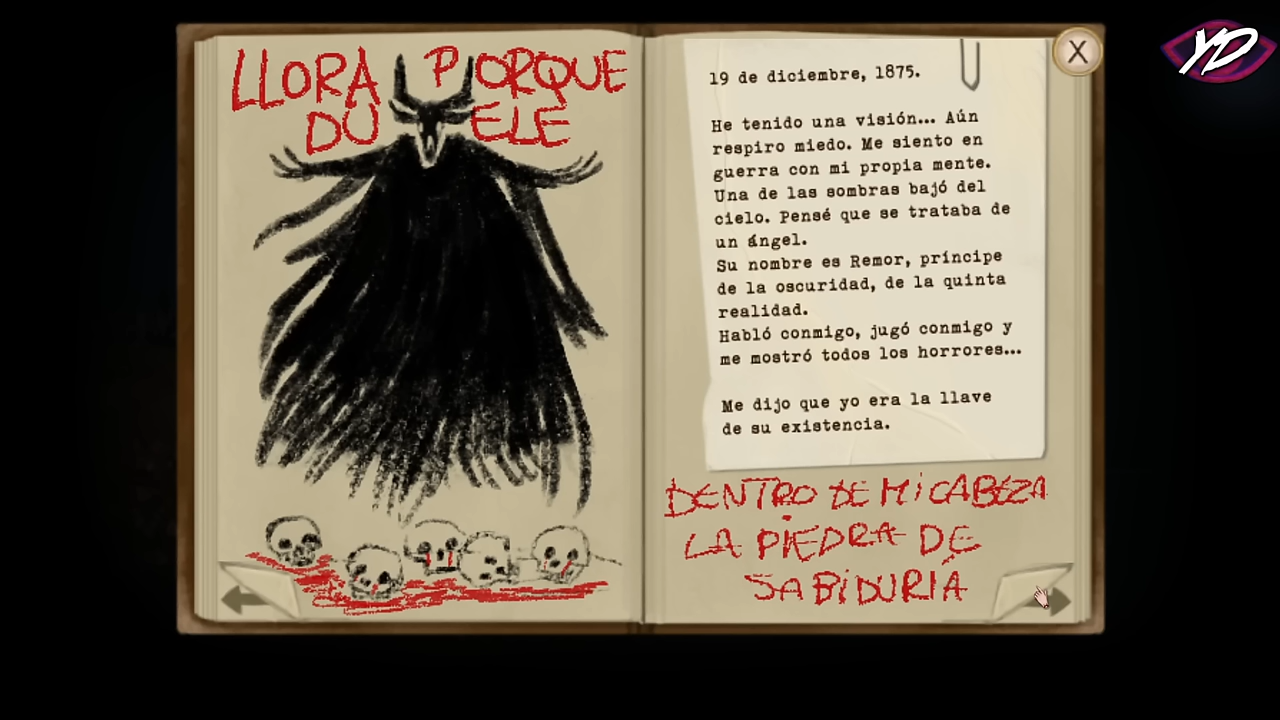 LLORA PORQUE
DUELE
19 de diciembre, 1875.
He tenido una visión... Aún
respiro miedo. Me siento en
guerra con mi propia mente.
Una de las sombras bajó del
cielo. Pensé que se trataba de
un ángel.
Su nombre es Remor, príncipe
de la oscuridad, de la quinta
realidad.
Habló conmigo, jugó conmigo y
me mostró todos los horrores...
Me dijo que yo era la llave
de su existencia.
DENTRO DE Mi CABEZA
LA PiEDRA DE
SABiDURIA
X
YD